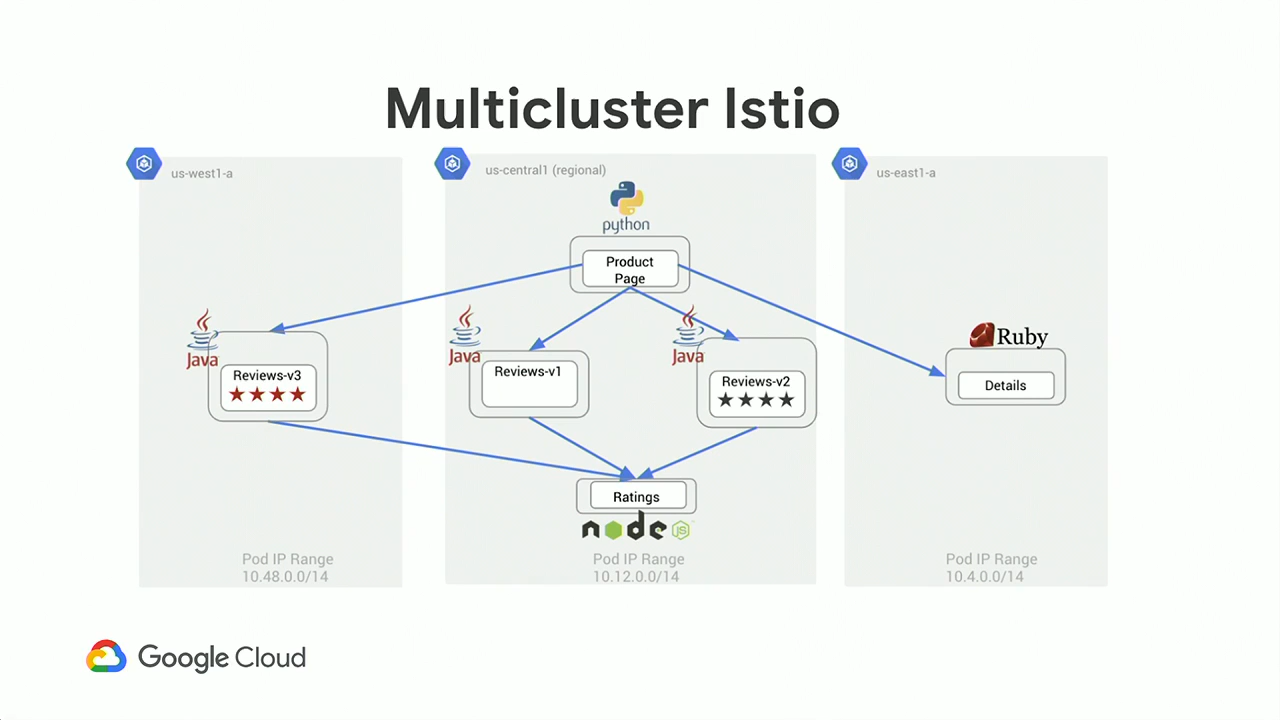 Multicluster Istio
us-west1-a
us-central1 (regional)
us-east1-a
python
Product
Page
Java
Reviews-v3
Java
Reviews-v1
Java
Reviews-v2
Ruby
Details
Ratings
node
JS
Pod IP Range
10.48.0.0/14
Pod IP Range
10.12.0.0/14
Pod IP Range
10.4.0.0/14
Google Cloud